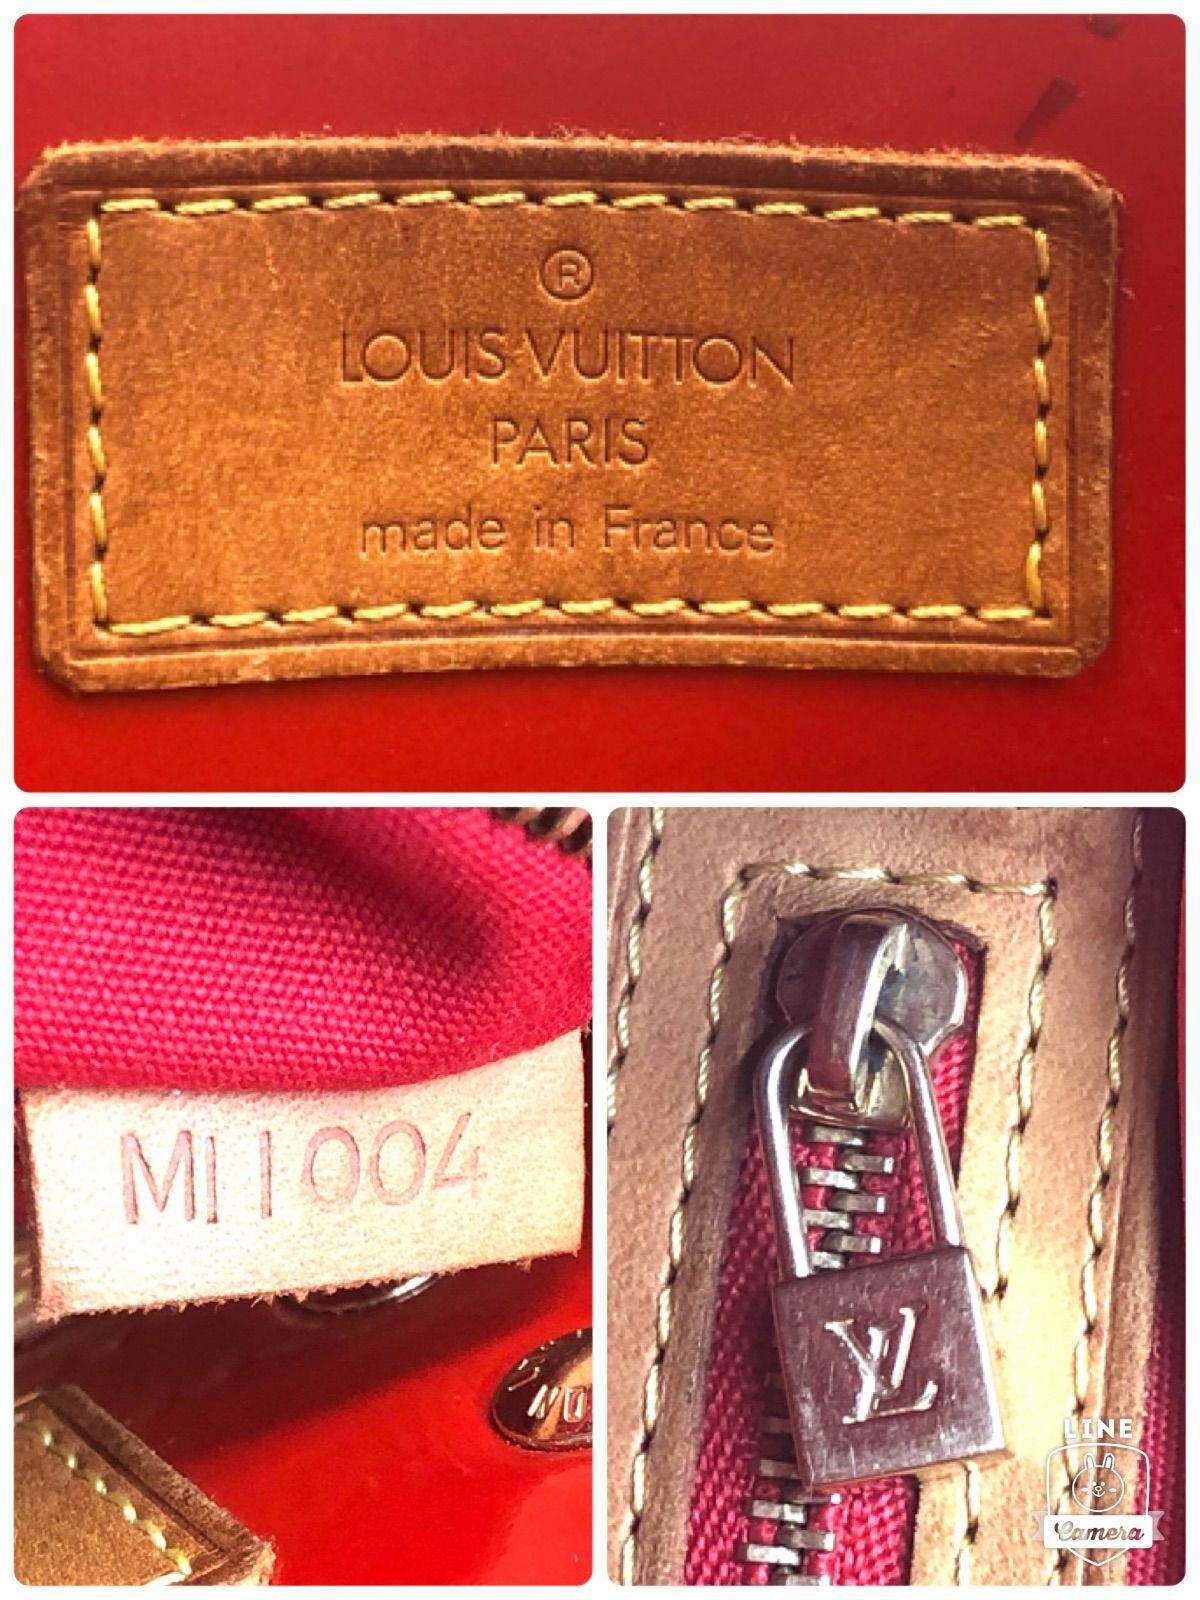 ®
LOUIS VUITTON
PARIS
made in France
MI1004
LV
LINE
Camera